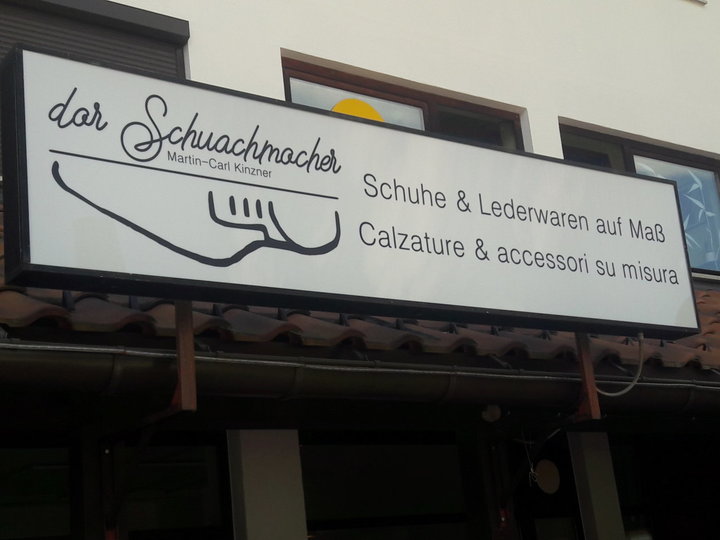 dor Schuachmacher
Martin-Carl Kinzner
Schuhe & Lederwaren auf Maß
Calzature & accessori su misura